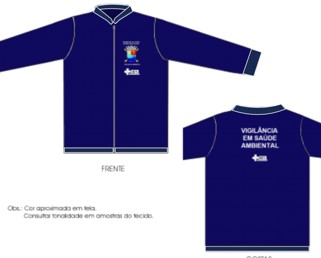 FRENTE
VIGILÂNCIA
EM SAÚDE
AMBIENTAL
Obs.: Cor aproximada em tela.
Consultar tonalidade em amostras do tecido.